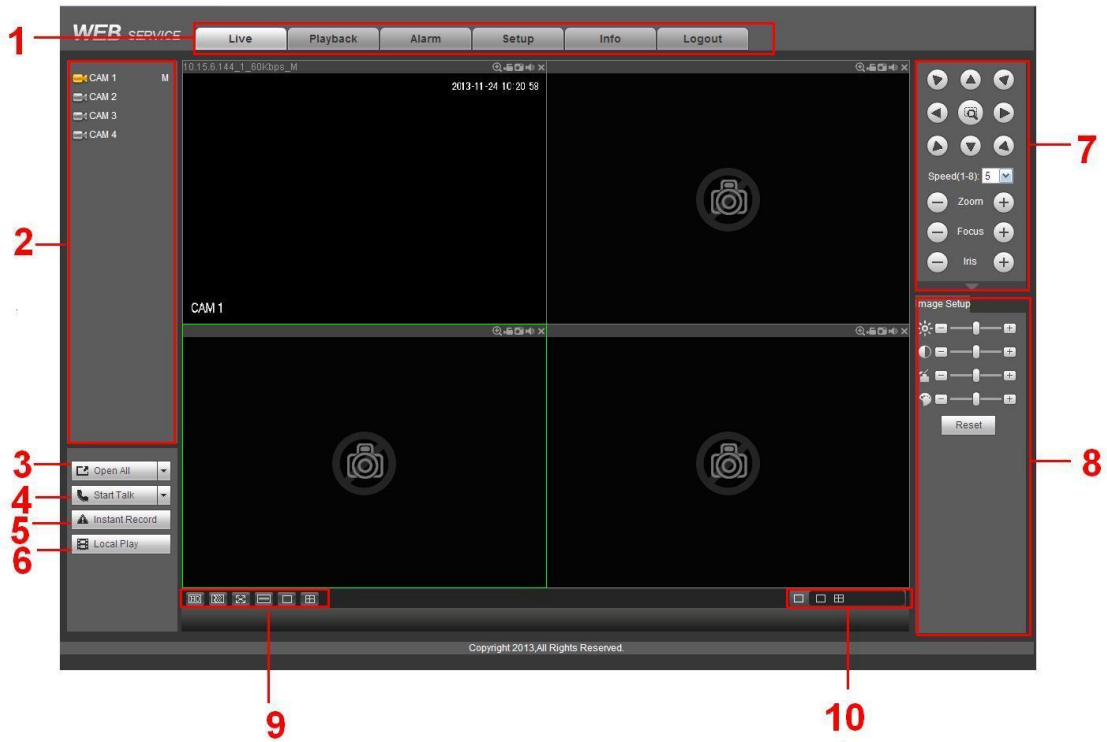 WEB SERVICE
Live Playback Alarm Setup Info Logout
1
CAM 1 M
CAM 2
CAM 3
CAM 4
2
10.15.6.144_1_60Kbps_M
2013-11-24 10:20 58
CAM 1
Speed(1-8): 5
Zoom
Focus
Iris
7
mage Setup
Reset
8
3 Open All
4 Start Talk
5 Instant Record
6 Local Play
Copyright 2013,All Rights Reserved.
9
10